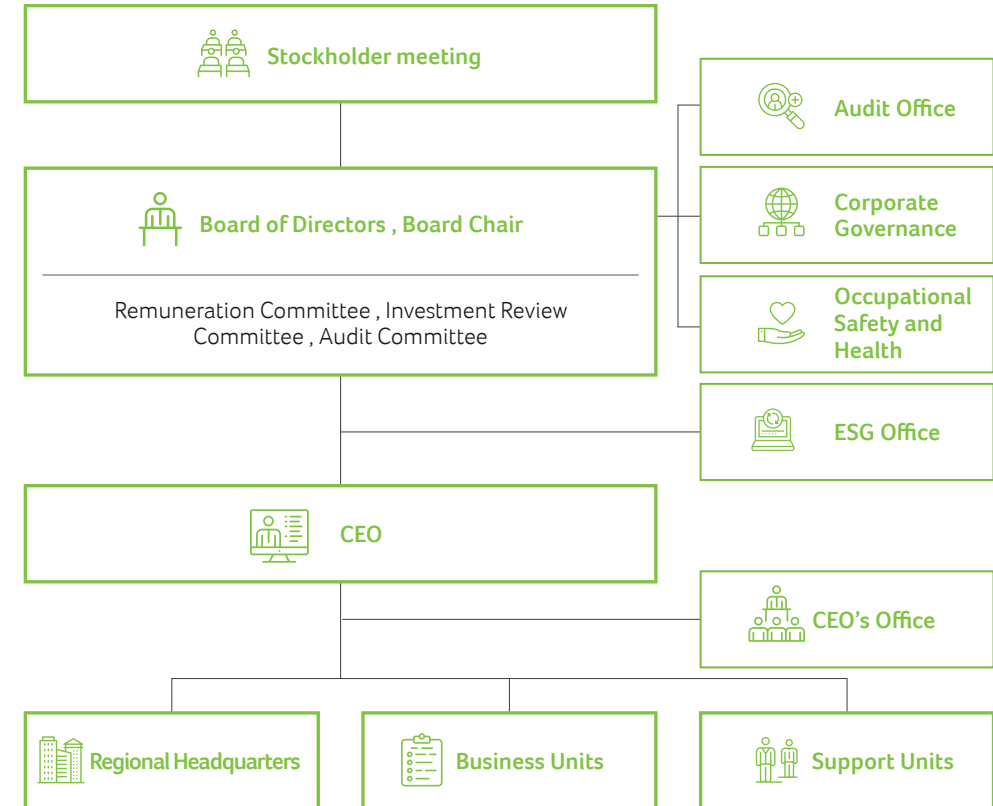 Stockholder meeting
Audit Office
Board of Directors , Board Chair
Corporate
Governance
Remuneration Committee , Investment Review
Committee , Audit Committee
Occupational
Safety and
Health
ESG Office
CEO
CEO’s Office
Regional Headquarters
Business Units
Support Units